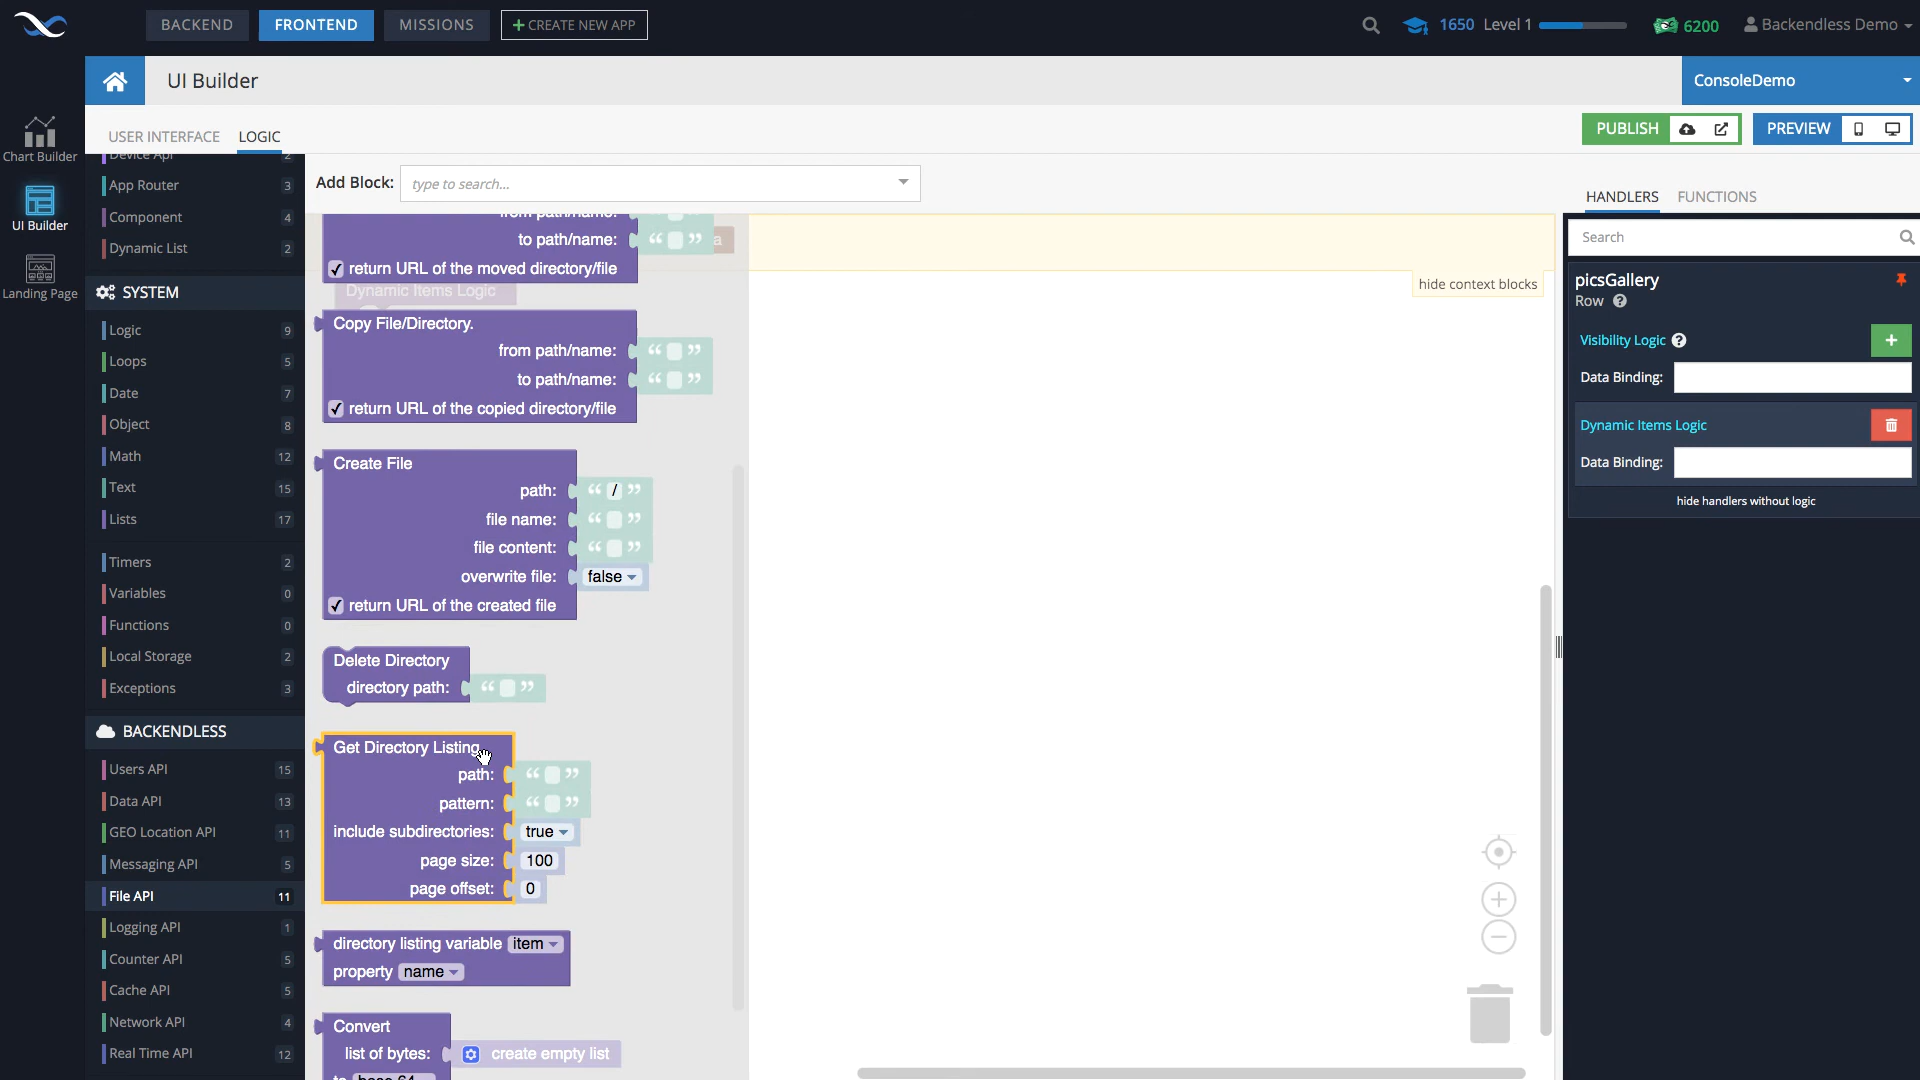 BACKEND
FRONTEND
MISSIONS
+ CREATE NEW APP
1650 Level 1
6200
Backendless Demo
UI Builder
ConsoleDemo
USER INTERFACE
LOGIC
PUBLISH
PREVIEW
Chart Builder
UI Builder
Landing Page
Device API 2
App Router 3
Component 4
Dynamic List 2
SYSTEM
Logic 9
Loops 5
Date 7
Object 8
Math 12
Text 15
Lists 17
Timers 2
Variables 0
Functions 0
Local Storage 2
Exceptions 3
BACKENDLESS
Users API 15
Data API 13
GEO Location API 11
Messaging API 5
File API 11
Logging API 1
Counter API 5
Cache API 5
Network API 4
Real Time API 12
Add Block: type to search...
from path/name: “ ”
to path/name: “ ” a
return URL of the moved directory/file
Dynamic Items Logic
Copy File/Directory.
from path/name: “ ”
to path/name: “ ”
return URL of the copied directory/file
Create File
path: “ / ”
file name: “ ”
file content: “ ”
overwrite file: false
return URL of the created file
Delete Directory
directory path: “ ”
Get Directory Listing
path: “ ”
pattern: “ ”
include subdirectories: true
page size: 100
page offset: 0
directory listing variable item
property name
Convert
list of bytes: create empty list
to base 64
hide context blocks
HANDLERS
FUNCTIONS
Search
picsGallery
Row ?
Visibility Logic ? +
Data Binding:
Dynamic Items Logic
Data Binding:
hide handlers without logic